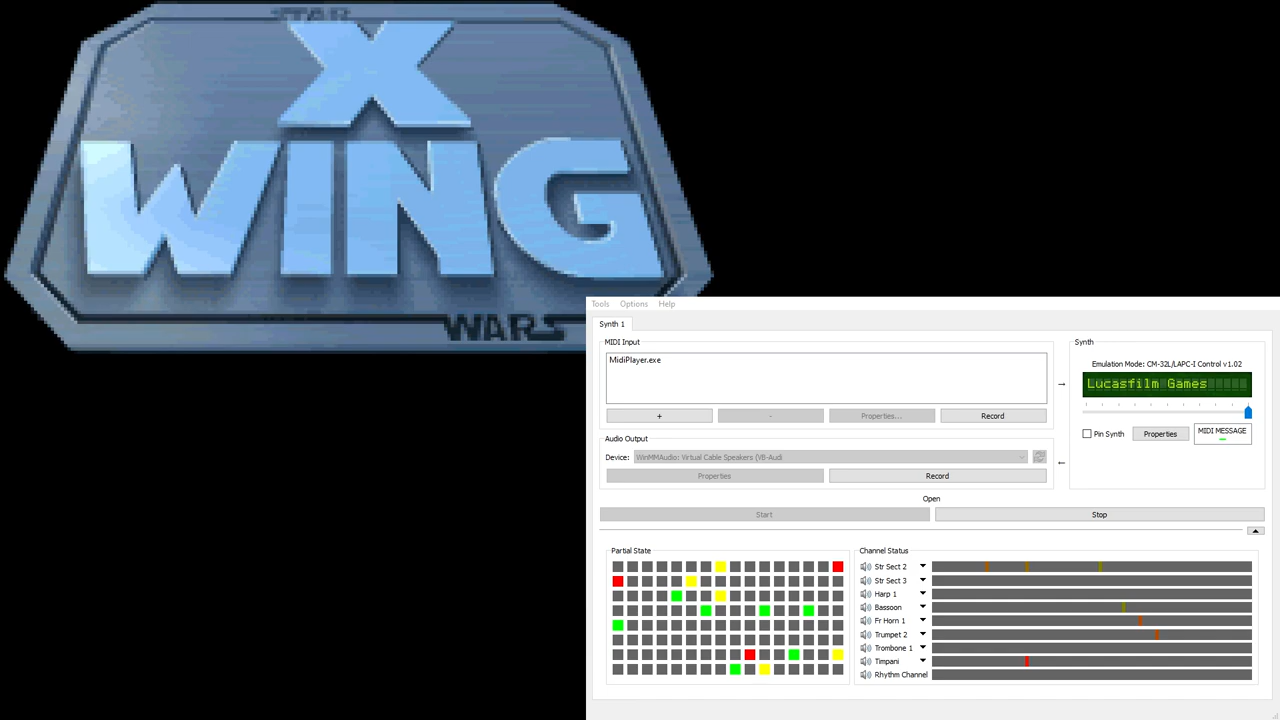 STAR
X
WING
WARS
Tools Options Help
Synth 1
MIDI Input
MidiPlayer.exe
+ - Properties... Record
Synth
Emulation Mode: CM-32L/LAPC-I Control v1.02
Lucasfilm Games
Pin Synth Properties MIDI MESSAGE
Audio Output
Device: WinMMAudio: Virtual Cable Speakers (VB-Audi
Properties Record
Open
Start Stop
Partial State
Channel Status
Str Sect 2
Str Sect 3
Harp 1
Bassoon
Fr Horn 1
Trumpet 2
Trombone 1
Timpani
Rhythm Channel